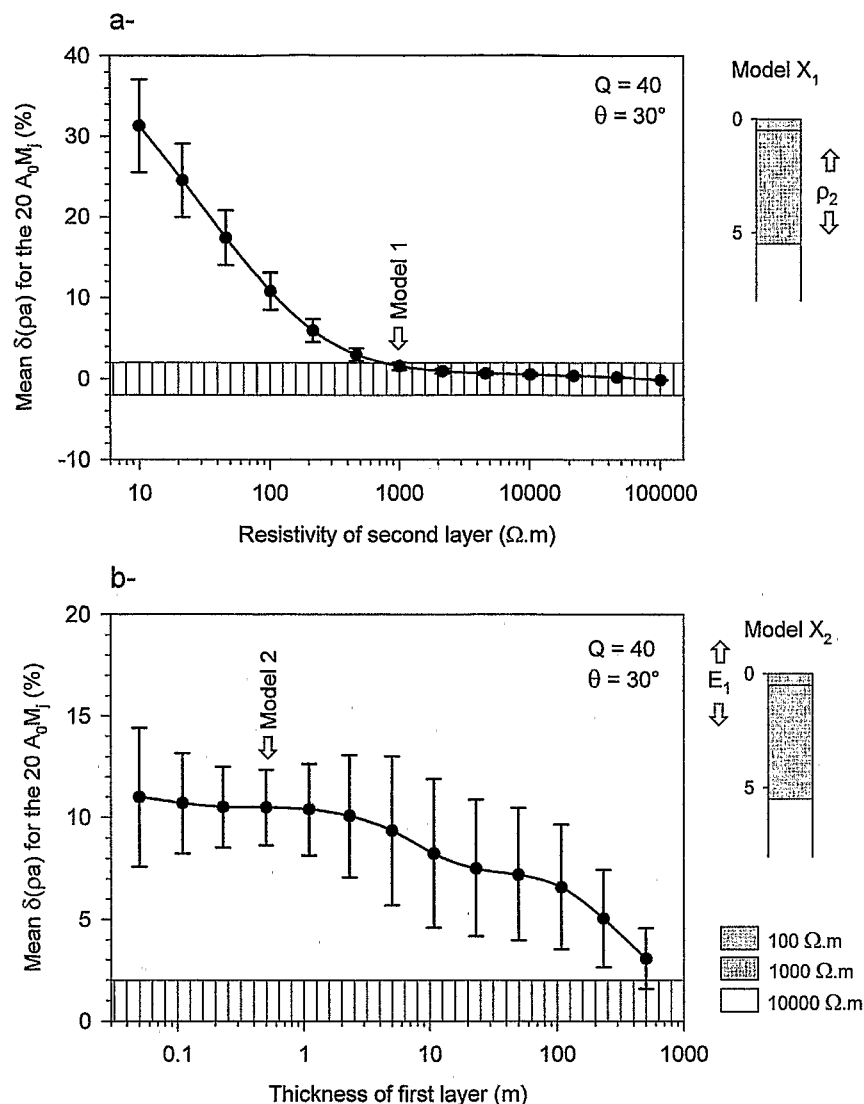 a-
40
30
20
10
0
-10
Mean δ(ρa) for the 20 A₀Mⱼ (%)
Q = 40
θ = 30°
Model 1
10
100
1000
10000
100000
Resistivity of second layer (Ω.m)
Model X₁
0
5
ρ₂
b-
20
15
10
5
0
Mean δ(ρa) for the 20 A₀Mⱼ (%)
Q = 40
θ = 30°
Model 2
0.1
1
10
100
1000
Thickness of first layer (m)
Model X₂
E₁
0
5
100 Ω.m
1000 Ω.m
10000 Ω.m